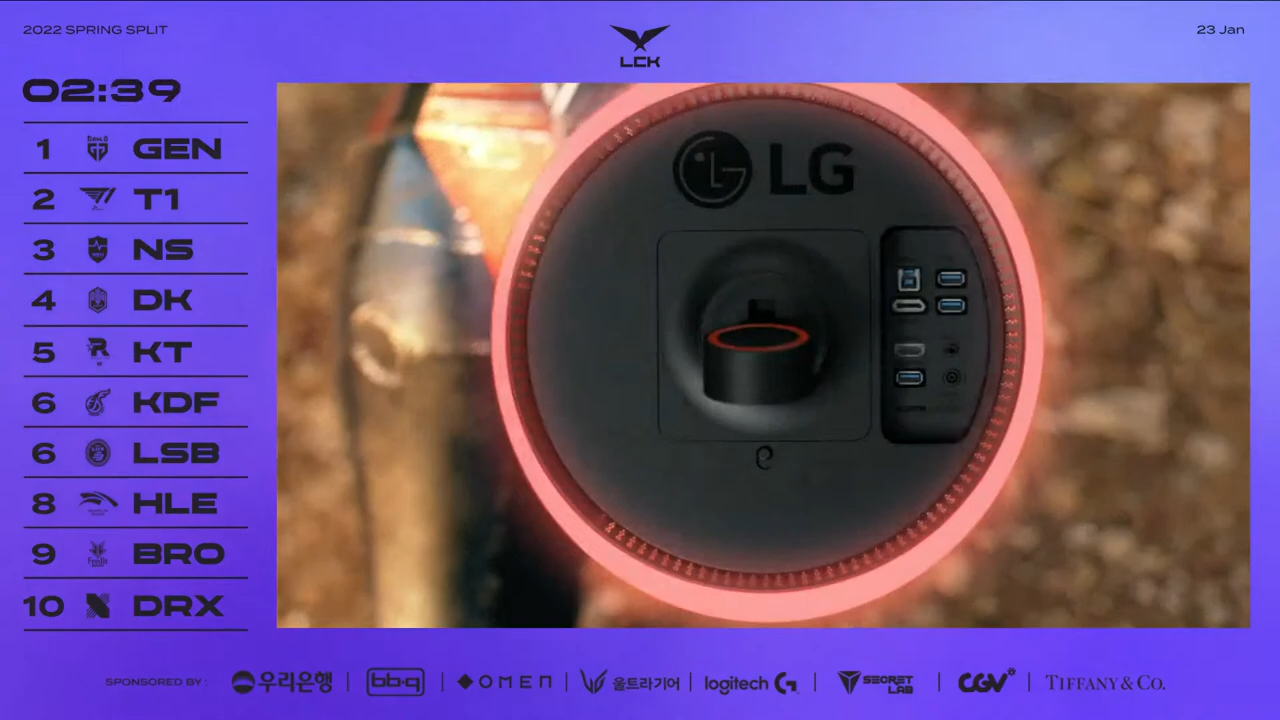 2022 SPRING SPLIT
LCK
23 Jan
02:39
1 GEN
2 T1
3 NS
4 DK
5 KT
6 KDF
6 LSB
8 HLE
9 BRO
10 DRX
LG
SPONSORED BY : 우리은행 | bb.q | OMEN | 울트라기어 | logitech G | SECRET LAB | CGV | TIFFANY & CO.